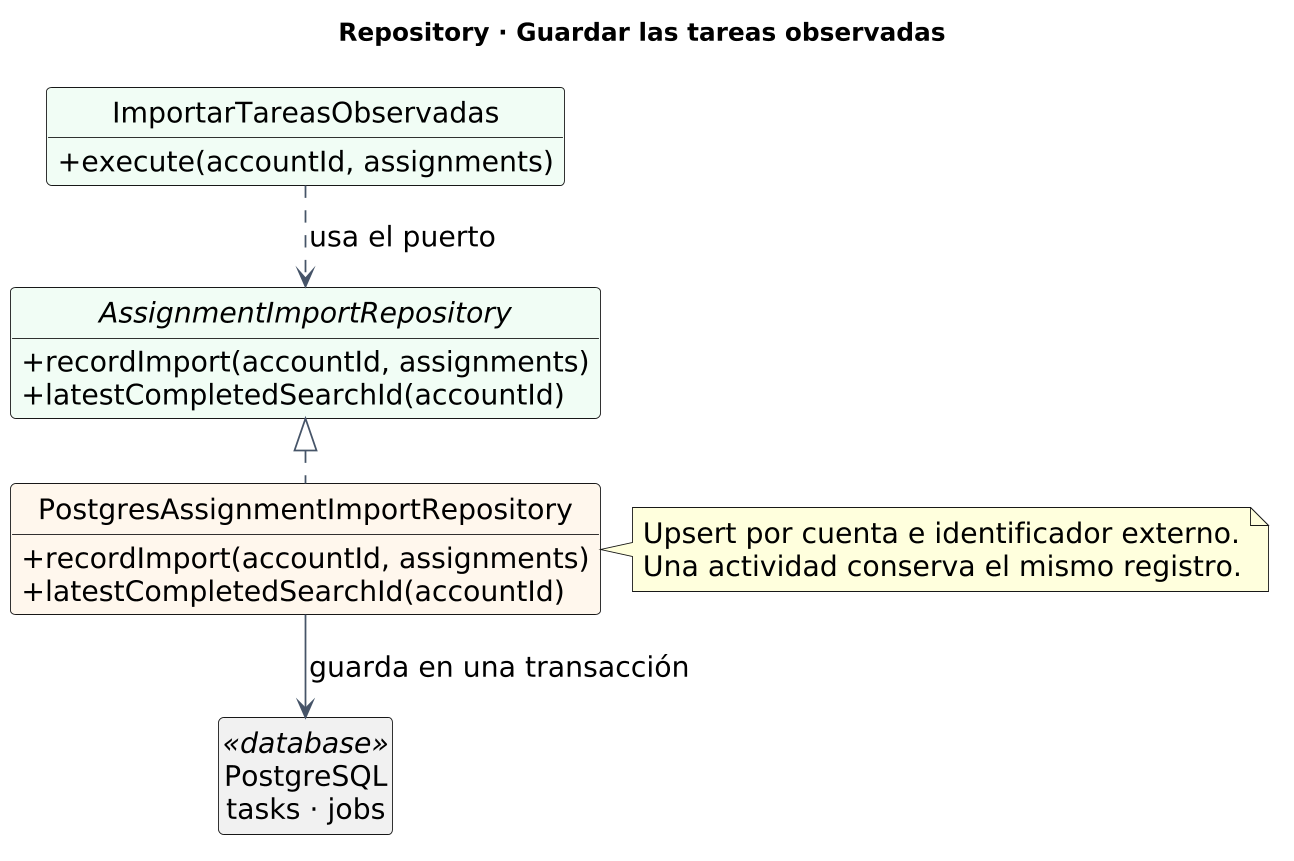 Repository · Guardar las tareas observadas
ImportarTareasObservadas
+execute(accountId, assignments)
usa el puerto
AssignmentImportRepository
+recordImport(accountId, assignments)
+latestCompletedSearchId(accountId)
PostgresAssignmentImportRepository
+recordImport(accountId, assignments)
+latestCompletedSearchId(accountId)
Upsert por cuenta e identificador externo.
Una actividad conserva el mismo registro.
guarda en una transacción
«database»
PostgreSQL
tasks · jobs